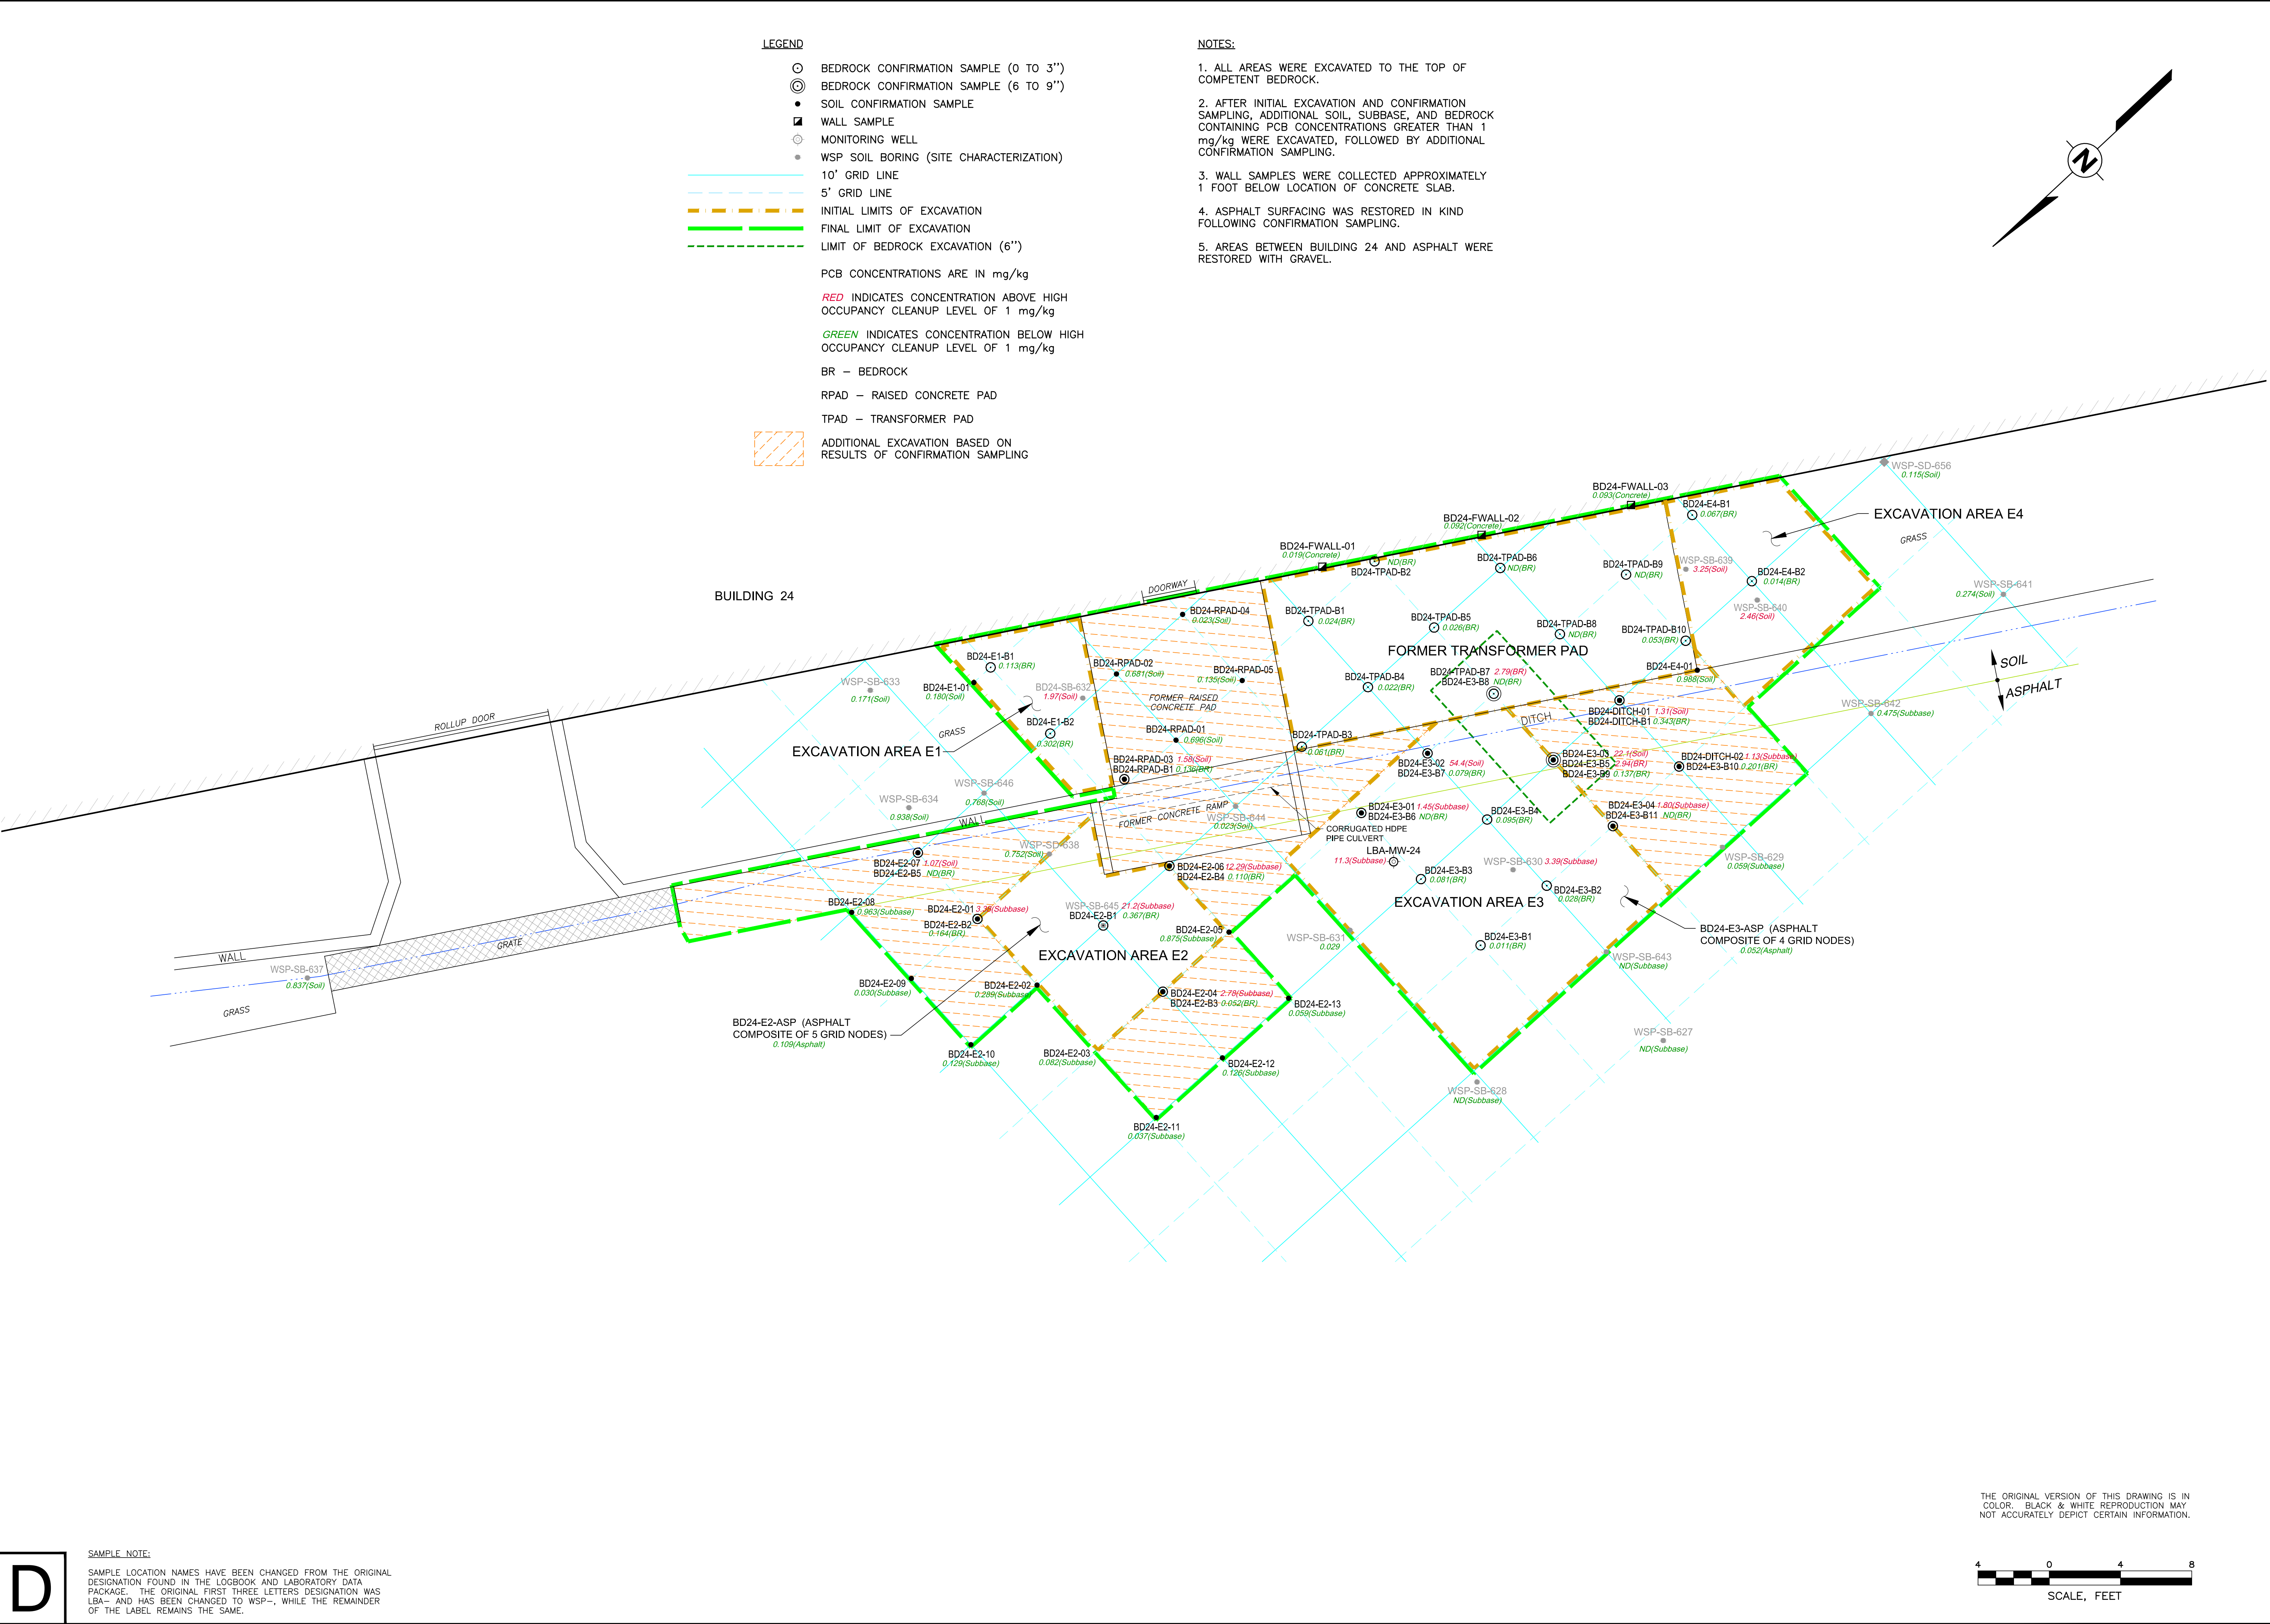 LEGEND
BEDROCK CONFIRMATION SAMPLE (0 TO 3'')
BEDROCK CONFIRMATION SAMPLE (6 TO 9'')
SOIL CONFIRMATION SAMPLE
WALL SAMPLE
MONITORING WELL
WSP SOIL BORING (SITE CHARACTERIZATION)
10' GRID LINE
5' GRID LINE
INITIAL LIMITS OF EXCAVATION
FINAL LIMIT OF EXCAVATION
LIMIT OF BEDROCK EXCAVATION (6'')
PCB CONCENTRATIONS ARE IN mg/kg
RED INDICATES CONCENTRATION ABOVE HIGH
OCCUPANCY CLEANUP LEVEL OF 1 mg/kg
GREEN INDICATES CONCENTRATION BELOW HIGH
OCCUPANCY CLEANUP LEVEL OF 1 mg/kg
BR – BEDROCK
RPAD – RAISED CONCRETE PAD
TPAD – TRANSFORMER PAD
ADDITIONAL EXCAVATION BASED ON
RESULTS OF CONFIRMATION SAMPLING
NOTES:
1. ALL AREAS WERE EXCAVATED TO THE TOP OF
COMPETENT BEDROCK.
2. AFTER INITIAL EXCAVATION AND CONFIRMATION
SAMPLING, ADDITIONAL SOIL, SUBBASE, AND BEDROCK
CONTAINING PCB CONCENTRATIONS GREATER THAN 1
mg/kg WERE EXCAVATED, FOLLOWED BY ADDITIONAL
CONFIRMATION SAMPLING.
3. WALL SAMPLES WERE COLLECTED APPROXIMATELY
1 FOOT BELOW LOCATION OF CONCRETE SLAB.
4. ASPHALT SURFACING WAS RESTORED IN KIND
FOLLOWING CONFIRMATION SAMPLING.
5. AREAS BETWEEN BUILDING 24 AND ASPHALT WERE
RESTORED WITH GRAVEL.
N
WSP-SD-656
0.115(Soil)
BD24-FWALL-03
0.093(Concrete)
BD24-E4-B1
0.067(BR)
EXCAVATION AREA E4
GRASS
BD24-FWALL-02
0.092(Concrete)
BD24-FWALL-01
0.019(Concrete)
ND(BR)
BD24-TPAD-B2
BD24-TPAD-B6
ND(BR)
BD24-TPAD-B9
ND(BR)
WSP-SB-639
3.25(Soil)
BD24-E4-B2
0.014(BR)
WSP-SB-641
0.274(Soil)
BUILDING 24
DOORWAY
BD24-RPAD-04
0.023(Soil)
BD24-TPAD-B1
0.024(BR)
BD24-TPAD-B5
0.026(BR)
BD24-TPAD-B8
ND(BR)
WSP-SB-640
2.46(Soil)
BD24-TPAD-B10
0.053(BR)
FORMER TRANSFORMER PAD
BD24-E1-B1
0.113(BR)
BD24-RPAD-02
0.681(Soil)
BD24-RPAD-05
0.135(Soil)
BD24-TPAD-B4
0.022(BR)
BD24-TPAD-B7 2.79(BR)
BD24-E3-B8 ND(BR)
BD24-E4-01
0.988(Soil)
SOIL
ASPHALT
WSP-SB-633
0.171(Soil)
BD24-E1-01
0.180(Soil)
BD24-SB-632
1.97(Soil)
FORMER RAISED
CONCRETE PAD
WSP-SB-642
0.475(Subbase)
ROLLUP DOOR
GRASS
BD24-E1-B2
0.302(BR)
BD24-RPAD-01
0.696(Soil)
BD24-TPAD-B3
0.061(BR)
DITCH
BD24-DITCH-01 1.31(Soil)
BD24-DITCH-B1 0.343(BR)
EXCAVATION AREA E1
BD24-RPAD-03 1.58(Soil)
BD24-RPAD-B1 0.136(BR)
BD24-E3-02 54.4(Soil)
BD24-E3-B7 0.079(BR)
BD24-E3-03 22.1(Soil)
BD24-E3-B5 2.94(BR)
BD24-E3-B9 0.137(BR)
BD24-DITCH-02 1.13(Subbase)
BD24-E3-B10 0.201(BR)
WSP-SB-646
0.768(Soil)
WSP-SB-634
0.938(Soil)
WALL
FORMER CONCRETE RAMP
WSP-SB-644
0.023(Soil)
CORRUGATED HDPE
PIPE CULVERT
BD24-E3-01 1.45(Subbase)
BD24-E3-B6 ND(BR)
BD24-E3-B4
0.095(BR)
BD24-E3-04 1.80(Subbase)
BD24-E3-B11 ND(BR)
WSP-SD-638
0.752(Soil)
BD24-E2-07 1.07(Soil)
BD24-E2-B5 ND(BR)
BD24-E2-06 12.29(Subbase)
BD24-E2-B4 0.110(BR)
LBA-MW-24
11.3(Subbase)
BD24-E3-B3
0.081(BR)
WSP-SB-630 3.39(Subbase)
WSP-SB-629
0.059(Subbase)
BD24-E3-B2
0.028(BR)
BD24-E2-08
0.963(Subbase)
BD24-E2-01 3.38(Subbase)
BD24-E2-B2
0.164(BR)
WSP-SB-645 21.2(Subbase)
BD24-E2-B1 0.367(BR)
BD24-E2-05
0.875(Subbase)
EXCAVATION AREA E3
WSP-SB-631
0.029
BD24-E3-B1
0.011(BR)
BD24-E3-ASP (ASPHALT
COMPOSITE OF 4 GRID NODES)
0.052(Asphalt)
GRATE
WALL
WSP-SB-637
0.837(Soil)
GRASS
EXCAVATION AREA E2
WSP-SB-643
ND(Subbase)
BD24-E2-09
0.030(Subbase)
BD24-E2-02
0.289(Subbase)
BD24-E2-04 2.78(Subbase)
BD24-E2-B3 0.052(BR)
BD24-E2-13
0.059(Subbase)
BD24-E2-ASP (ASPHALT
COMPOSITE OF 5 GRID NODES)
0.109(Asphalt)
BD24-E2-10
0.129(Subbase)
BD24-E2-03
0.082(Subbase)
BD24-E2-12
0.126(Subbase)
WSP-SB-627
ND(Subbase)
WSP-SB-628
ND(Subbase)
BD24-E2-11
0.037(Subbase)
THE ORIGINAL VERSION OF THIS DRAWING IS IN
COLOR. BLACK & WHITE REPRODUCTION MAY
NOT ACCURATELY DEPICT CERTAIN INFORMATION.
4 0 4 8
SCALE, FEET
D
SAMPLE NOTE:
SAMPLE LOCATION NAMES HAVE BEEN CHANGED FROM THE ORIGINAL
DESIGNATION FOUND IN THE LOGBOOK AND LABORATORY DATA
PACKAGE. THE ORIGINAL FIRST THREE LETTERS DESIGNATION WAS
LBA– AND HAS BEEN CHANGED TO WSP–, WHILE THE REMAINDER
OF THE LABEL REMAINS THE SAME.